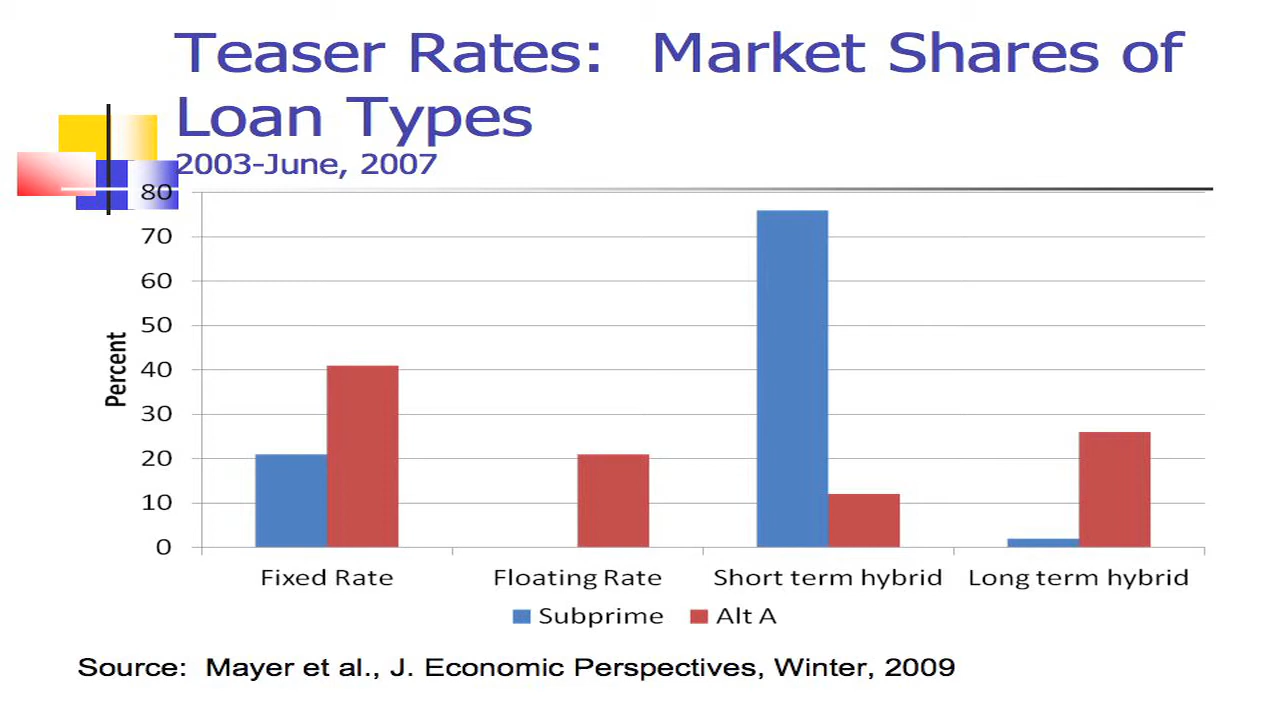 Teaser Rates:  Market Shares of
Loan Types
2003-June, 2007
80
70
60
50
40
30
20
10
0
Percent
Fixed Rate
Floating Rate
Short term hybrid
Long term hybrid
Subprime
Alt A
Source:  Mayer et al., J. Economic Perspectives, Winter, 2009